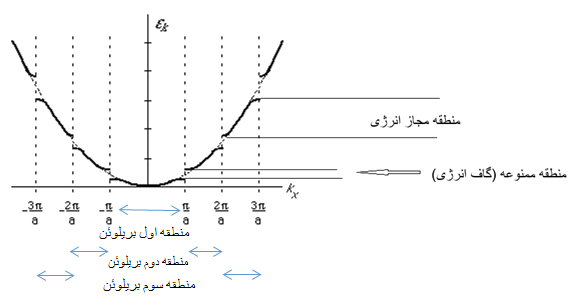 εk
منطقه مجاز انرژی
منطقه ممنوعه (گاف انرژی)
kx
-3π/a -2π/a -π/a π/a 2π/a 3π/a
منطقه اول بریلوئن
منطقه دوم بریلوئن
منطقه سوم بریلوئن